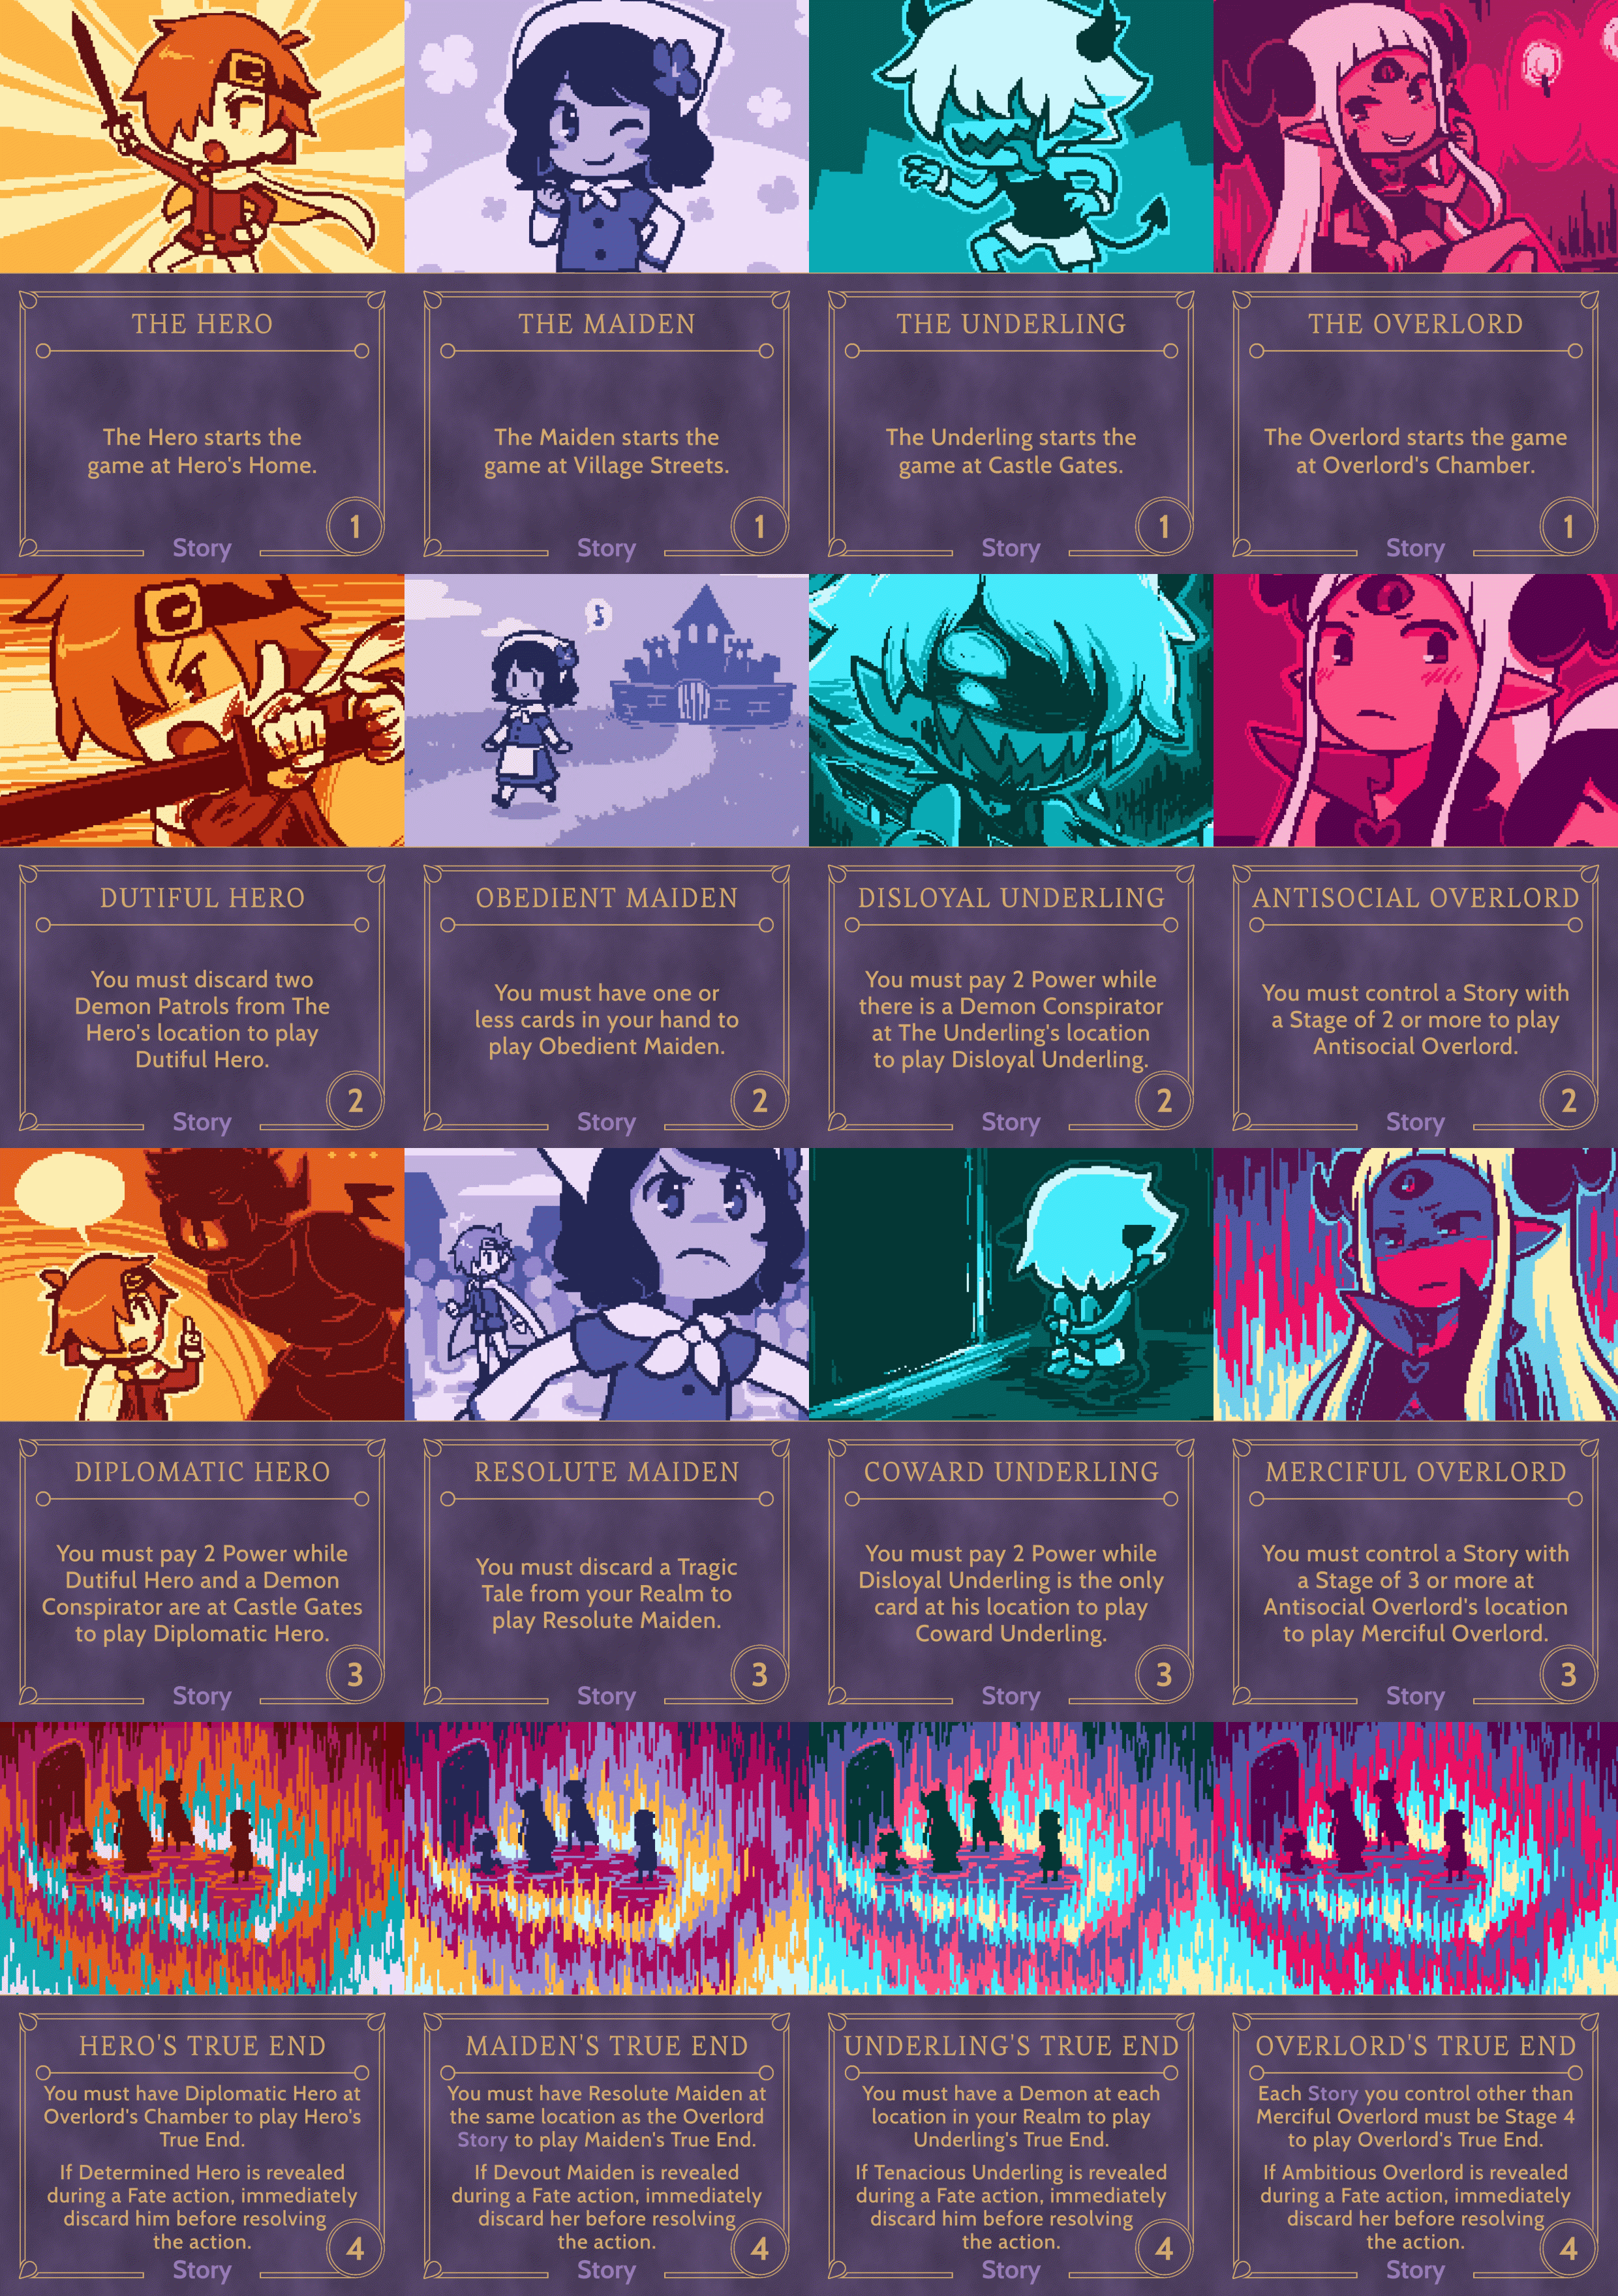 THE HERO
The Hero starts the
game at Hero's Home.
1
Story
THE MAIDEN
The Maiden starts the
game at Village Streets.
1
Story
THE UNDERLING
The Underling starts the
game at Castle Gates.
1
Story
THE OVERLORD
The Overlord starts the game
at Overlord's Chamber.
1
Story
DUTIFUL HERO
You must discard two
Demon Patrols from The
Hero's location to play
Dutiful Hero.
2
Story
OBEDIENT MAIDEN
You must have one or
less cards in your hand to
play Obedient Maiden.
2
Story
DISLOYAL UNDERLING
You must pay 2 Power while
there is a Demon Conspirator
at The Underling's location
to play Disloyal Underling.
2
Story
ANTISOCIAL OVERLORD
You must control a Story with
a Stage of 2 or more to play
Antisocial Overlord.
2
Story
DIPLOMATIC HERO
You must pay 2 Power while
Dutiful Hero and a Demon
Conspirator are at Castle Gates
to play Diplomatic Hero.
3
Story
RESOLUTE MAIDEN
You must discard a Tragic
Tale from your Realm to
play Resolute Maiden.
3
Story
COWARD UNDERLING
You must pay 2 Power while
Disloyal Underling is the only
card at his location to play
Coward Underling.
3
Story
MERCIFUL OVERLORD
You must control a Story with
a Stage of 3 or more at
Antisocial Overlord's location
to play Merciful Overlord.
3
Story
HERO'S TRUE END
You must have Diplomatic Hero at
Overlord's Chamber to play Hero's
True End.
If Determined Hero is revealed
during a Fate action, immediately
discard him before resolving
the action.
4
Story
MAIDEN'S TRUE END
You must have Resolute Maiden at
the same location as the Overlord
Story to play Maiden's True End.
If Devout Maiden is revealed
during a Fate action, immediately
discard her before resolving
the action.
4
Story
UNDERLING'S TRUE END
You must have a Demon at each
location in your Realm to play
Underling's True End.
If Tenacious Underling is revealed
during a Fate action, immediately
discard him before resolving
the action.
4
Story
OVERLORD'S TRUE END
Each Story you control other than
Merciful Overlord must be Stage 4
to play Overlord's True End.
If Ambitious Overlord is revealed
during a Fate action, immediately
discard her before resolving
the action.
4
Story